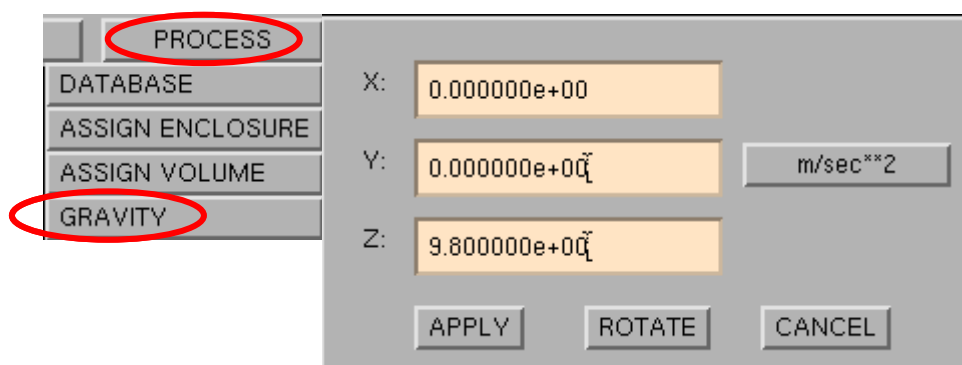 PROCESS
DATABASE
ASSIGN ENCLOSURE
ASSIGN VOLUME
GRAVITY
X: 0.000000e+00
Y: 0.000000e+00 m/sec**2
Z: 9.800000e+00
APPLY ROTATE CANCEL